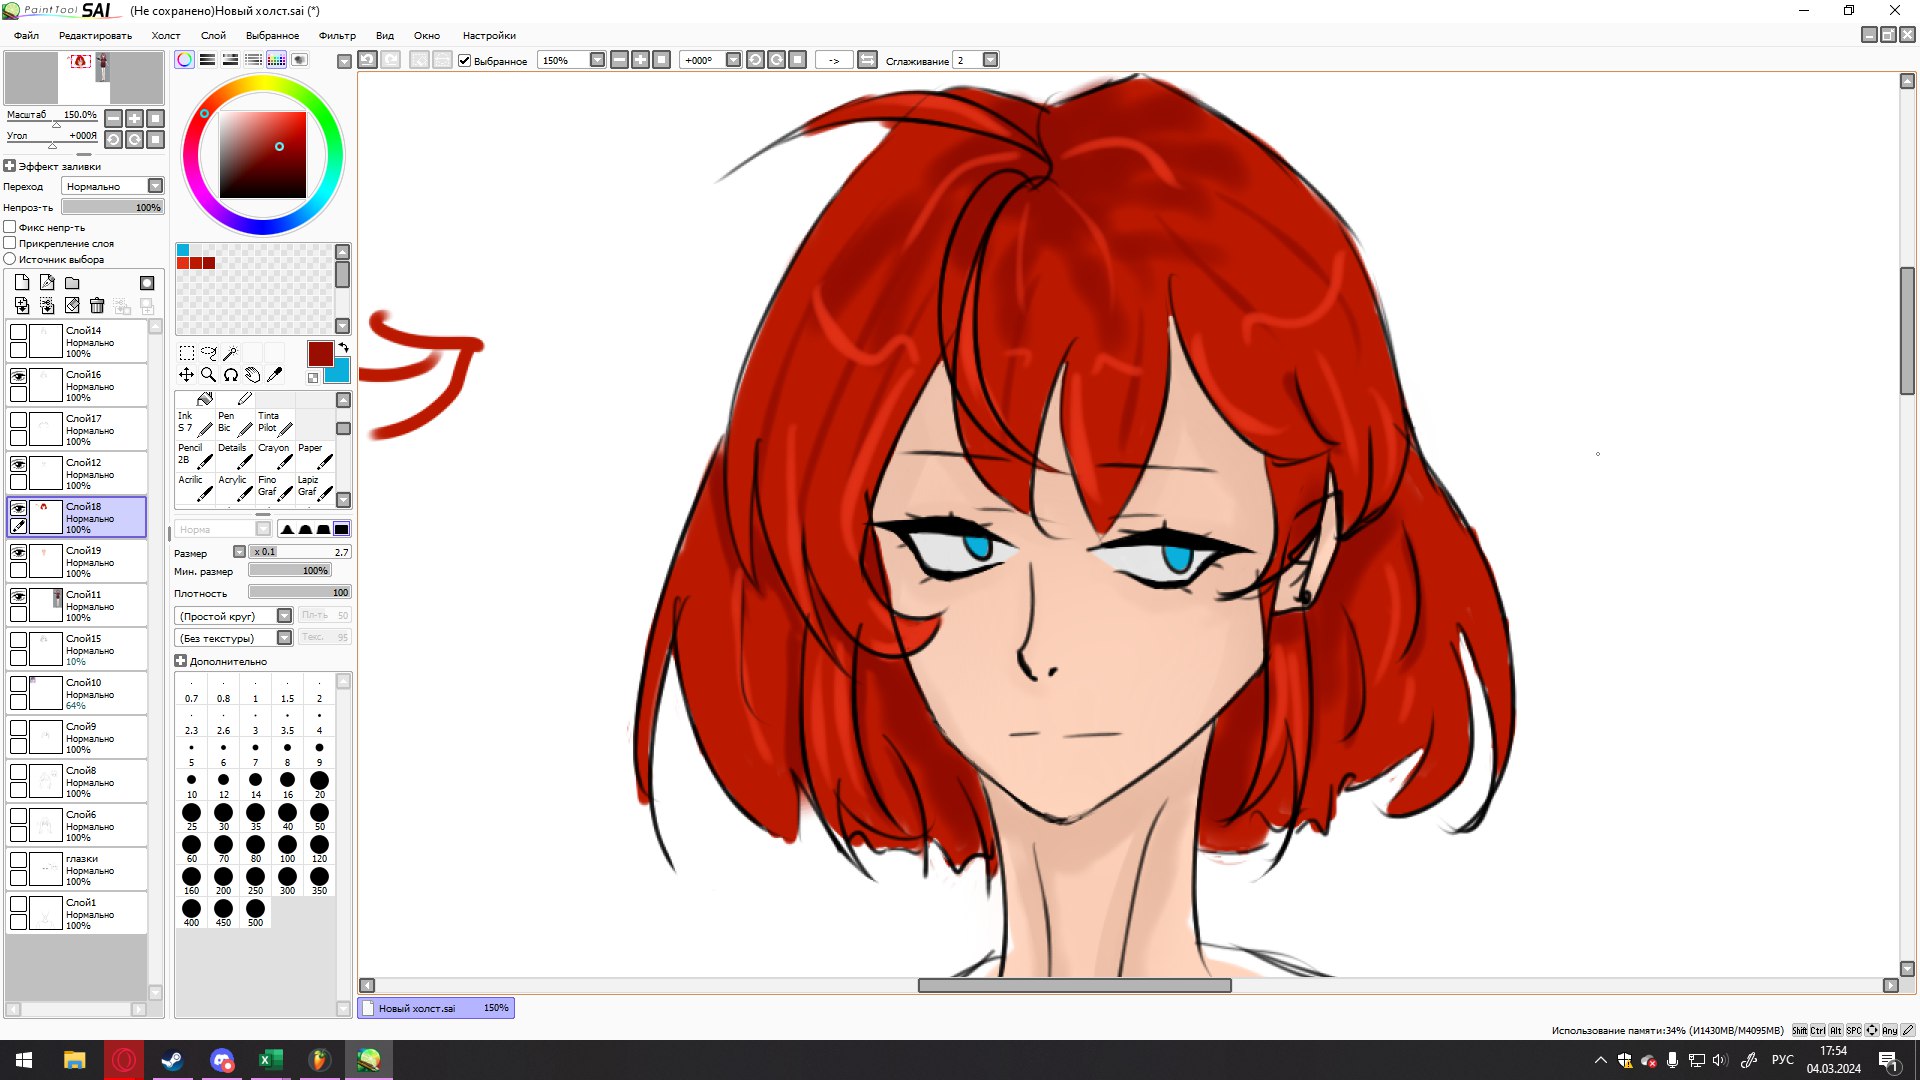 PaintTool SAI (Не сохранено)Новый холст.sai (*)
Файл Редактировать Холст Слой Выбранное Фильтр Вид Окно Настройки
Выбранное 150% +000° -> Сглаживание 2
Масштаб 150.0%
Угол +000Я
Эффект заливки
Переход Нормально
Непроз-ть 100%
Фикс непр-ть
Прикрепление слоя
Источник выбора
Слой14
Нормально
100%
Слой16
Нормально
100%
Слой17
Нормально
100%
Слой12
Нормально
100%
Слой18
Нормально
100%
Слой19
Нормально
100%
Слой11
Нормально
100%
Слой15
Нормально
10%
Слой10
Нормально
64%
Слой9
Нормально
100%
Слой8
Нормально
100%
Слой6
Нормально
100%
глазки
Нормально
100%
Слой1
Нормально
100%
Ink S 7
Pen Bic
Tinta Pilot
Pencil 2B
Details
Crayon
Paper
Acrilic
Acrylic
Fino Graf
Lapiz Graf
Норма
Размер x 0.1 2.7
Мин. размер 100%
Плотность 100
(Простой круг) Пл-ть 50
(Без текстуры) Текс. 95
Дополнительно
0.7 0.8 1 1.5 2
2.3 2.6 3 3.5 4
5 6 7 8 9
10 12 14 16 20
25 30 35 40 50
60 70 80 100 120
160 200 250 300 350
400 450 500
Новый холст.sai 150%
Использование памяти:34% (И1430MB/М4095MB) Shift Ctrl Alt SPC Any
РУС
17:54
04.03.2024
1